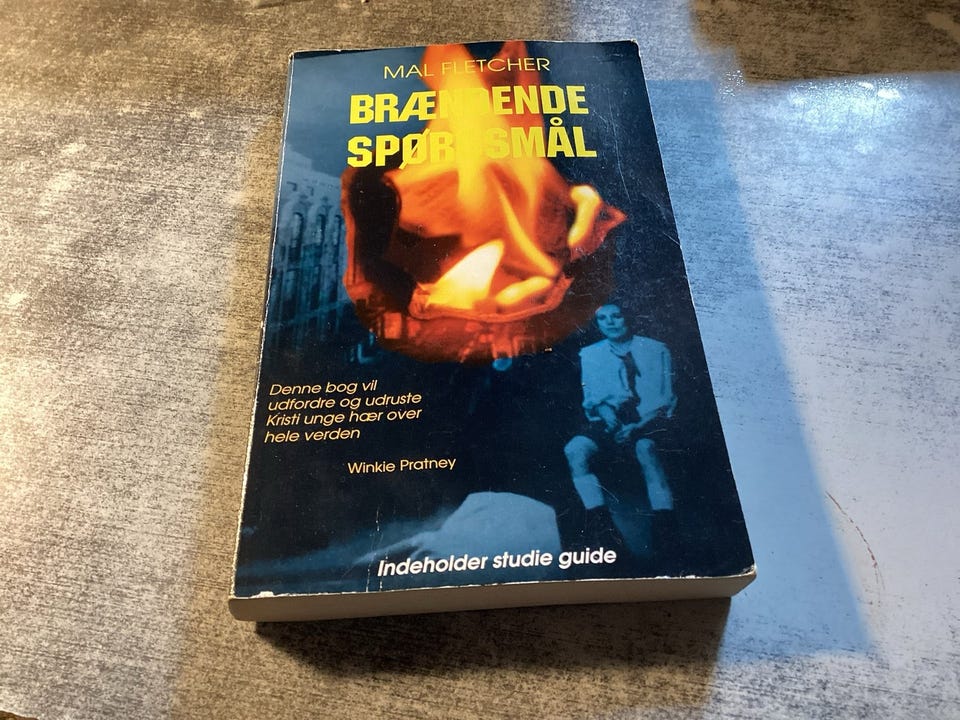 MAL FLETCHER
BRÆNDENDE
SPØRGSMÅL
Denne bog vil
udfordre og udruste
Kristi unge hær over
hele verden
Winkie Pratney
Indeholder studie guide